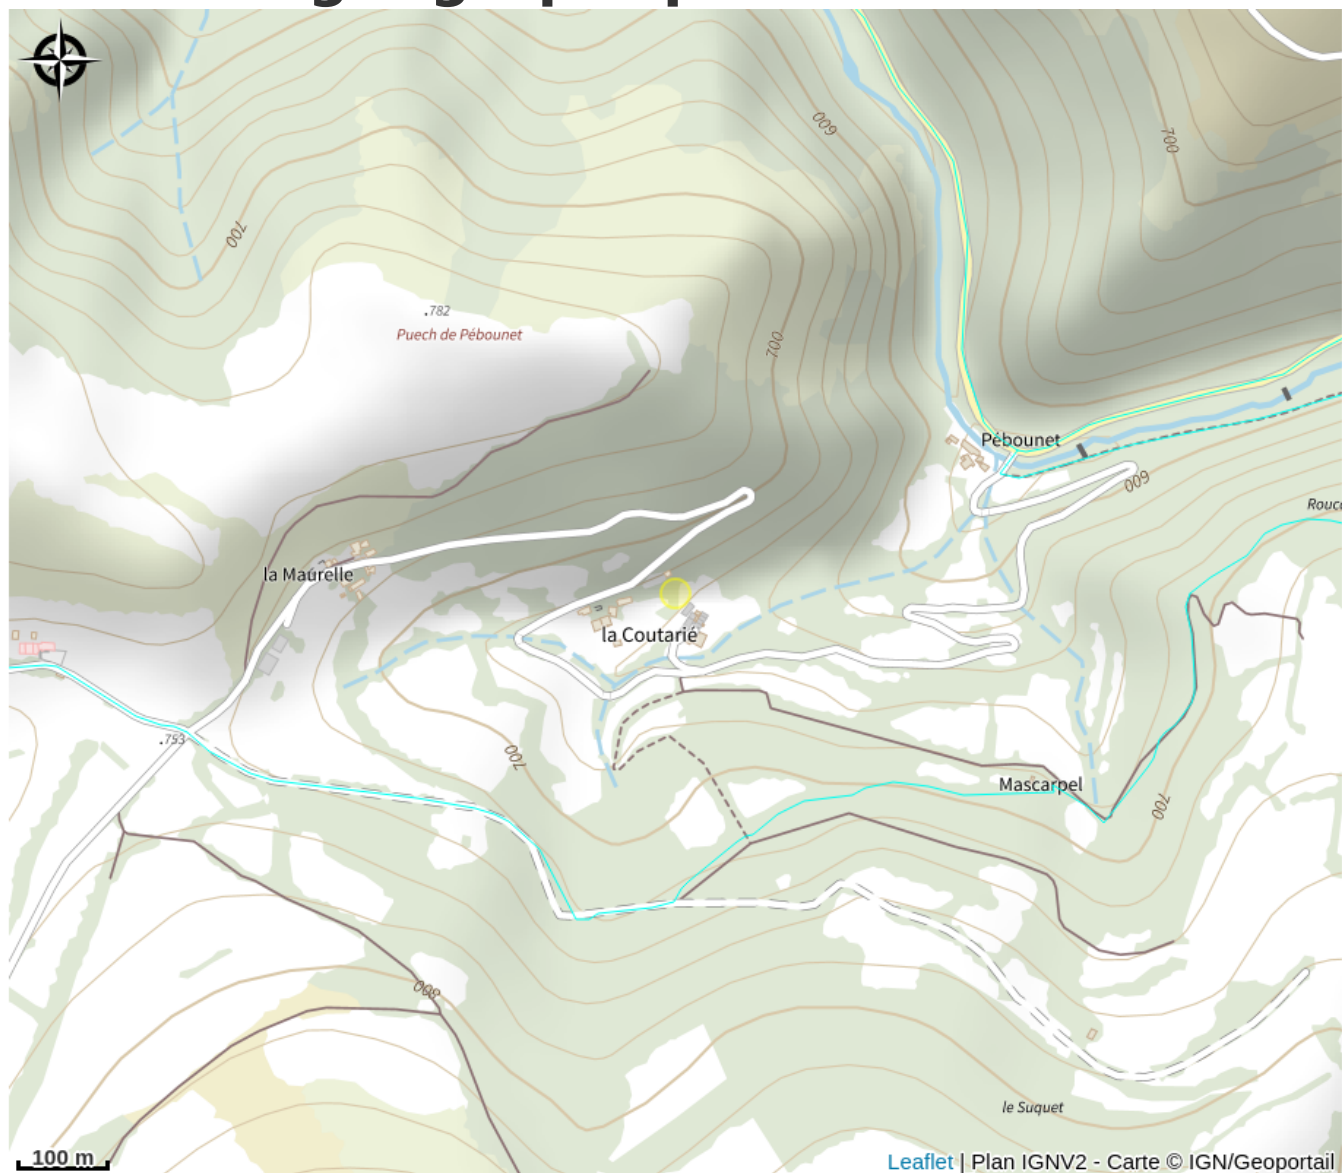 600
700
700
.782
Puech de Pébounet
700
Pébounet
600
la Maurelle
la Coutarié
.753
700
Mascarpel
700
800
le Suquet
100 m
Leaflet | Plan IGNV2 - Carte © IGN/Geoportail